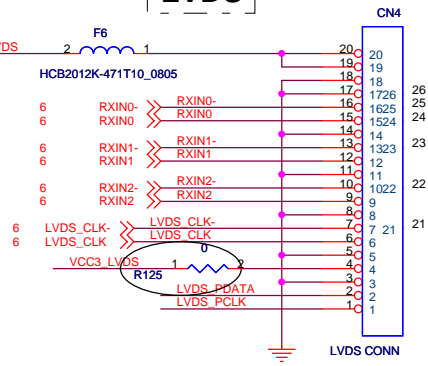 LVDS
CN4
F6
VDS 2 1
HCB2012K-471T10_0805
20 20
19 19
18 18
17 1726 26
6 RXIN0- RXIN0- 16 1625 25
6 RXIN0 RXIN0 15 1524 24
14 14
6 RXIN1- RXIN1- 13 1323 23
6 RXIN1 RXIN1 12 12
11 11
6 RXIN2- RXIN2- 10 1022 22
6 RXIN2 RXIN2 9 9
8 8
6 LVDS_CLK- LVDS_CLK- 7 7 21 21
6 LVDS_CLK LVDS_CLK 6 6
0 5 5
VCC3_LVDS 1 2 4 4
R125 3 3
LVDS_PDATA 2 2
LVDS_PCLK 1 1
LVDS CONN